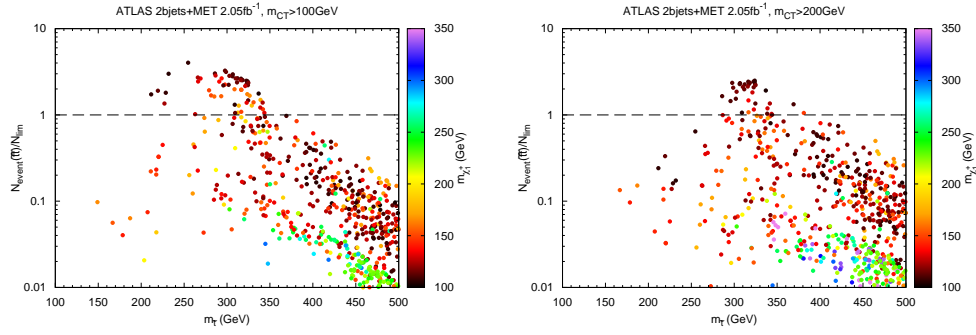 ATLAS 2bjets+MET 2.05fb⁻¹, m_CT>100GeV
N_event(t̃t̃)/N_lim
10
1
0.1
0.01
100 150 200 250 300 350 400 450 500
m_t̃ (GeV)
350
300
250
200
150
100
m_χ̃₁⁺ (GeV)
ATLAS 2bjets+MET 2.05fb⁻¹, m_CT>200GeV
N_event(t̃t̃)/N_lim
10
1
0.1
0.01
100 150 200 250 300 350 400 450 500
m_t̃ (GeV)
350
300
250
200
150
100
m_χ̃₁⁺ (GeV)